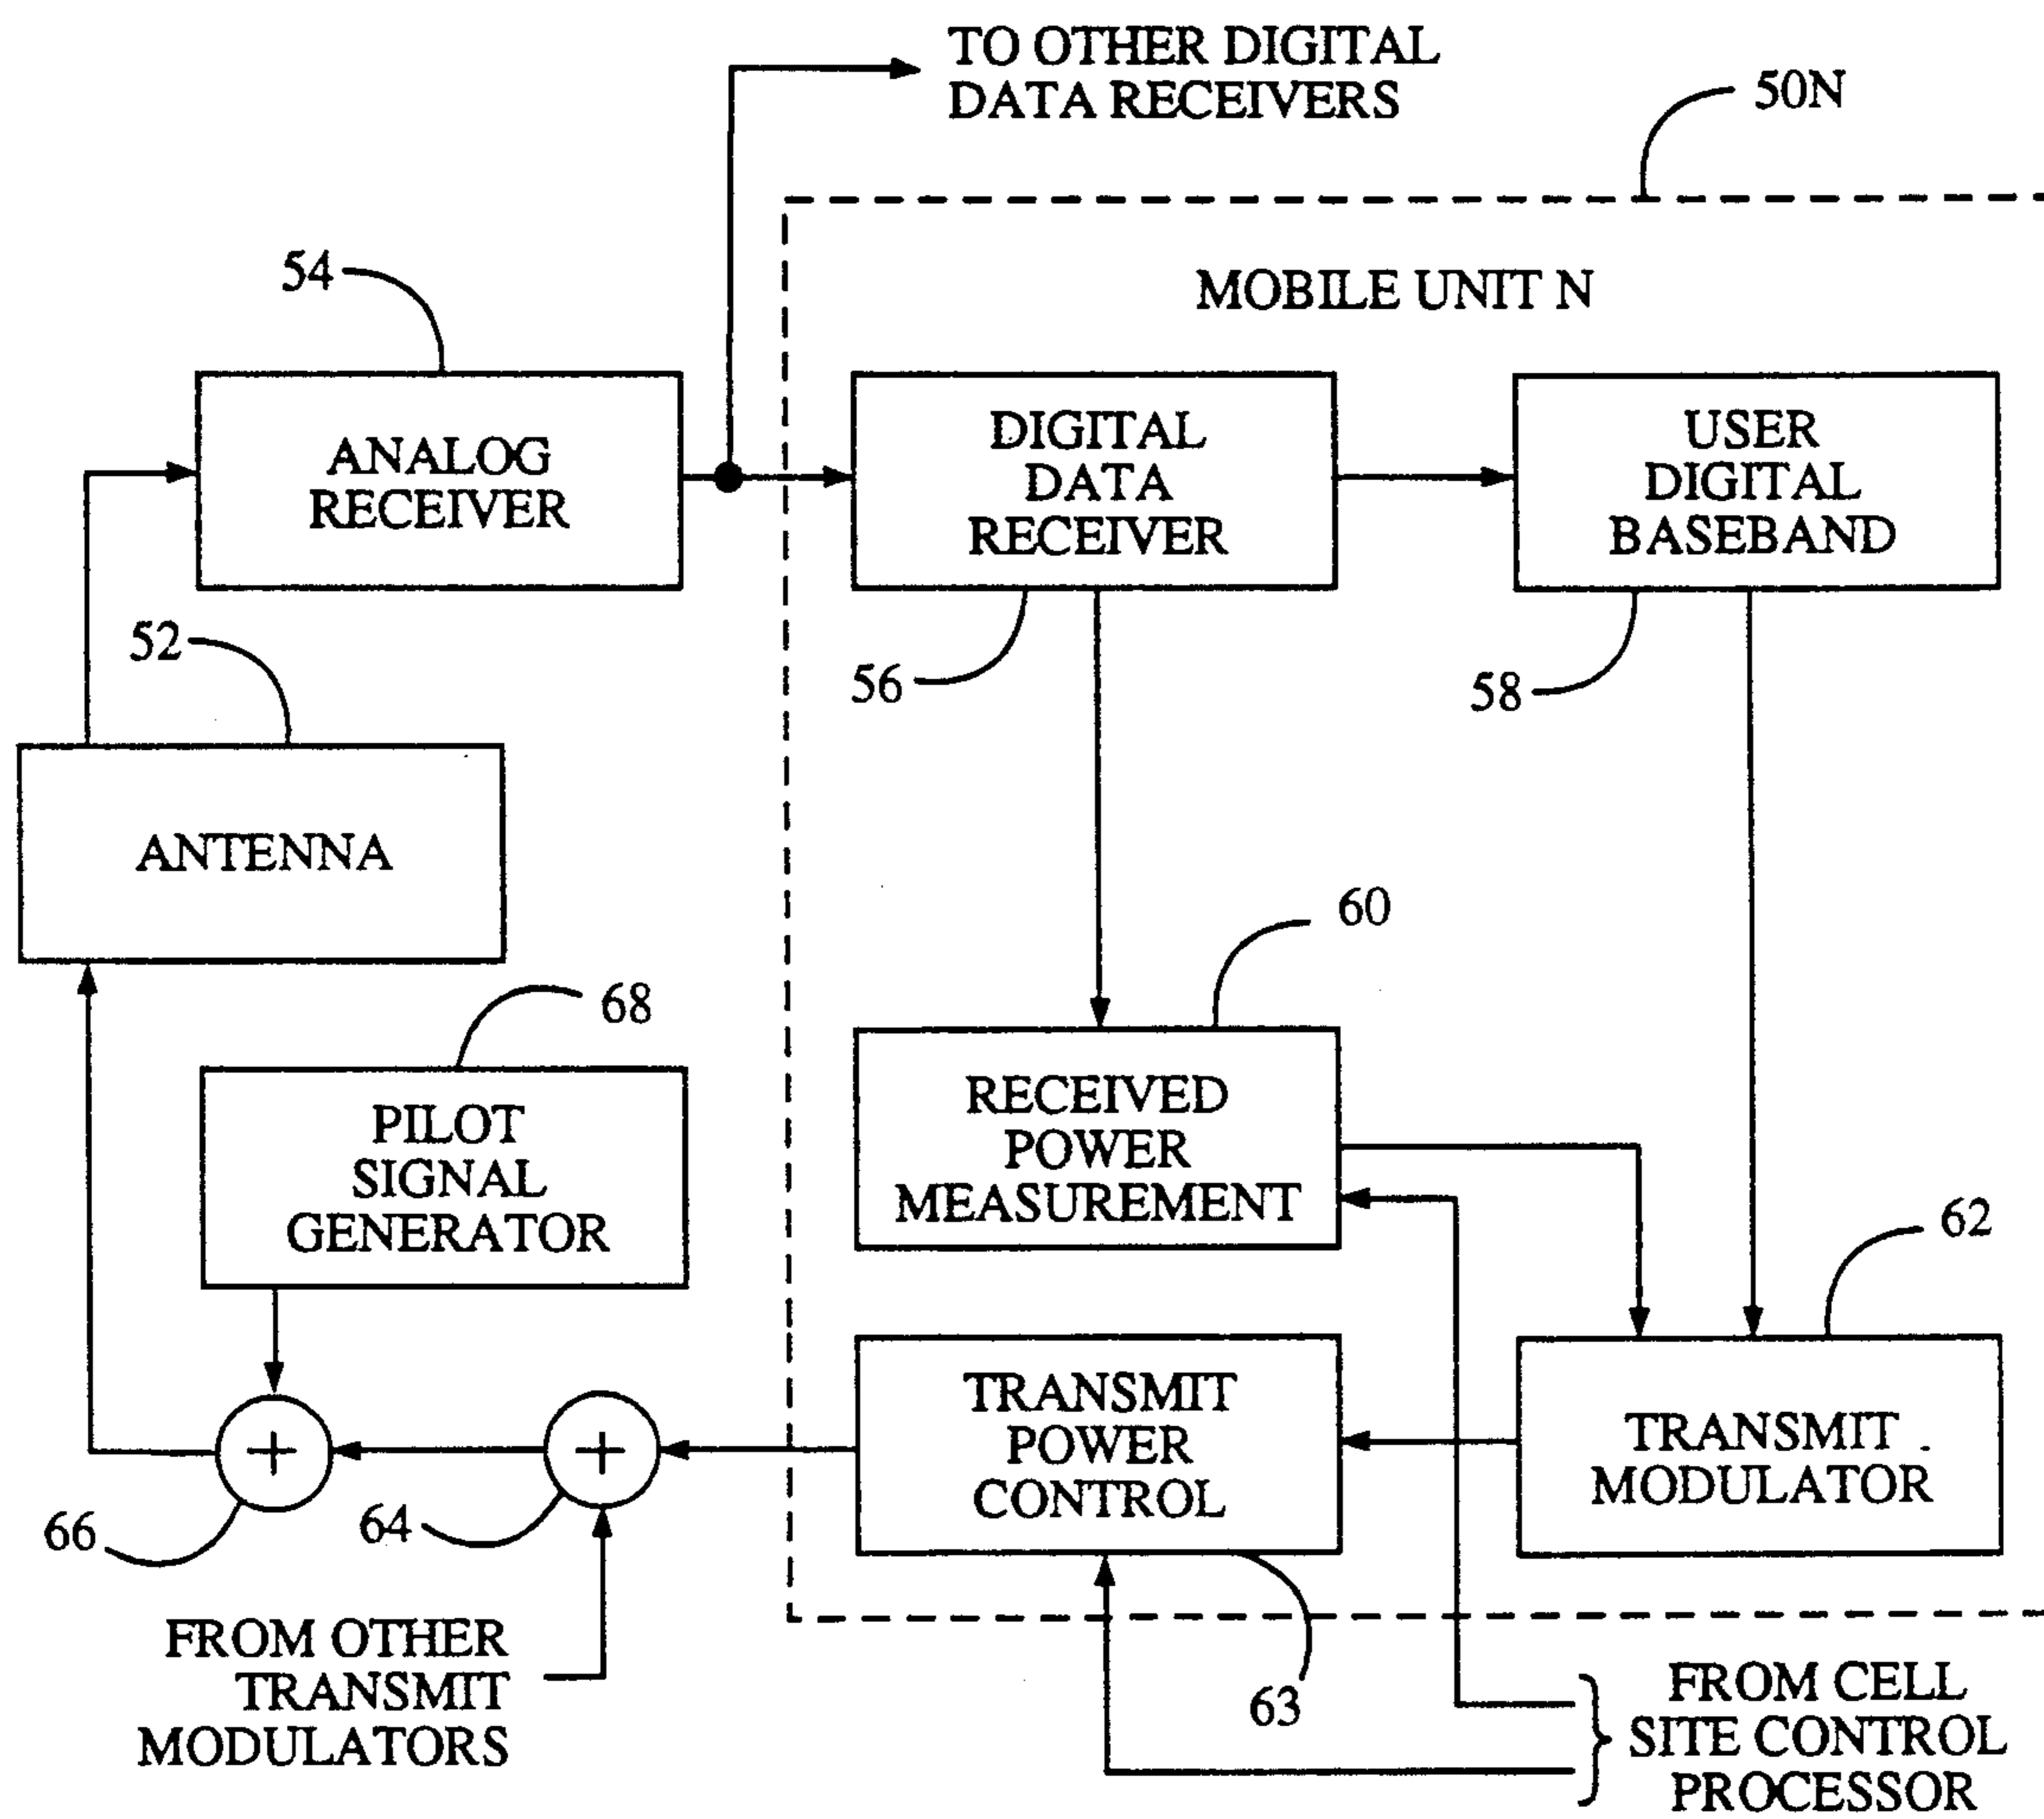 TO OTHER DIGITAL
DATA RECEIVERS
50N
MOBILE UNIT N
54
ANALOG
RECEIVER
DIGITAL
DATA
RECEIVER
USER
DIGITAL
BASEBAND
52
56
58
ANTENNA
60
68
PILOT
SIGNAL
GENERATOR
RECEIVED
POWER
MEASUREMENT
62
TRANSMIT
POWER
CONTROL
TRANSMIT
MODULATOR
+
+
66
64
FROM OTHER
TRANSMIT
MODULATORS
63
FROM CELL
SITE CONTROL
PROCESSOR